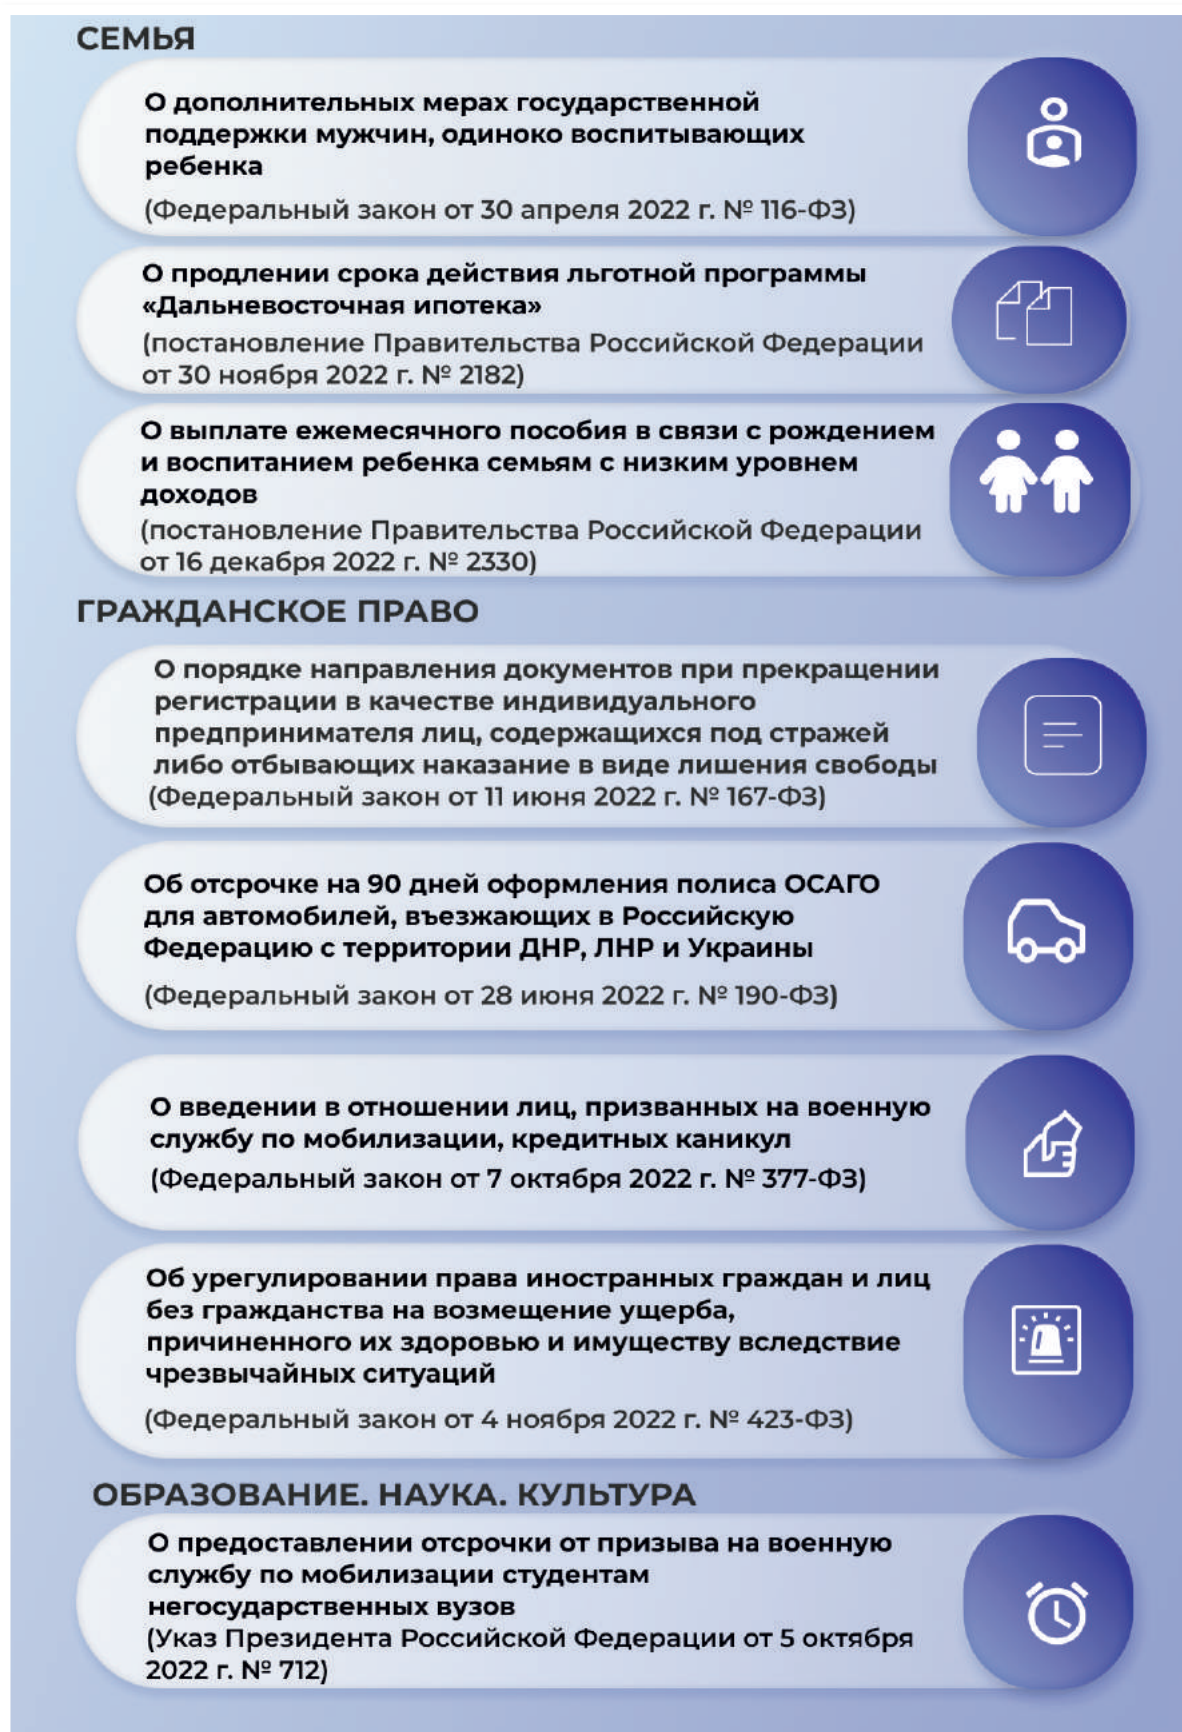 СЕМЬЯ
О дополнительных мерах государственной
поддержки мужчин, одиноко воспитывающих
ребенка
(Федеральный закон от 30 апреля 2022 г. № 116-ФЗ)
О продлении срока действия льготной программы
«Дальневосточная ипотека»
(постановление Правительства Российской Федерации
от 30 ноября 2022 г. № 2182)
О выплате ежемесячного пособия в связи с рождением
и воспитанием ребенка семьям с низким уровнем
доходов
(постановление Правительства Российской Федерации
от 16 декабря 2022 г. № 2330)
ГРАЖДАНСКОЕ ПРАВО
О порядке направления документов при прекращении
регистрации в качестве индивидуального
предпринимателя лиц, содержащихся под стражей
либо отбывающих наказание в виде лишения свободы
(Федеральный закон от 11 июня 2022 г. № 167-ФЗ)
Об отсрочке на 90 дней оформления полиса ОСАГО
для автомобилей, въезжающих в Российскую
Федерацию с территории ДНР, ЛНР и Украины
(Федеральный закон от 28 июня 2022 г. № 190-ФЗ)
О введении в отношении лиц, призванных на военную
службу по мобилизации, кредитных каникул
(Федеральный закон от 7 октября 2022 г. № 377-ФЗ)
Об урегулировании права иностранных граждан и лиц
без гражданства на возмещение ущерба,
причиненного их здоровью и имуществу вследствие
чрезвычайных ситуаций
(Федеральный закон от 4 ноября 2022 г. № 423-ФЗ)
ОБРАЗОВАНИЕ. НАУКА. КУЛЬТУРА
О предоставлении отсрочки от призыва на военную
службу по мобилизации студентам
негосударственных вузов
(Указ Президента Российской Федерации от 5 октября
2022 г. № 712)